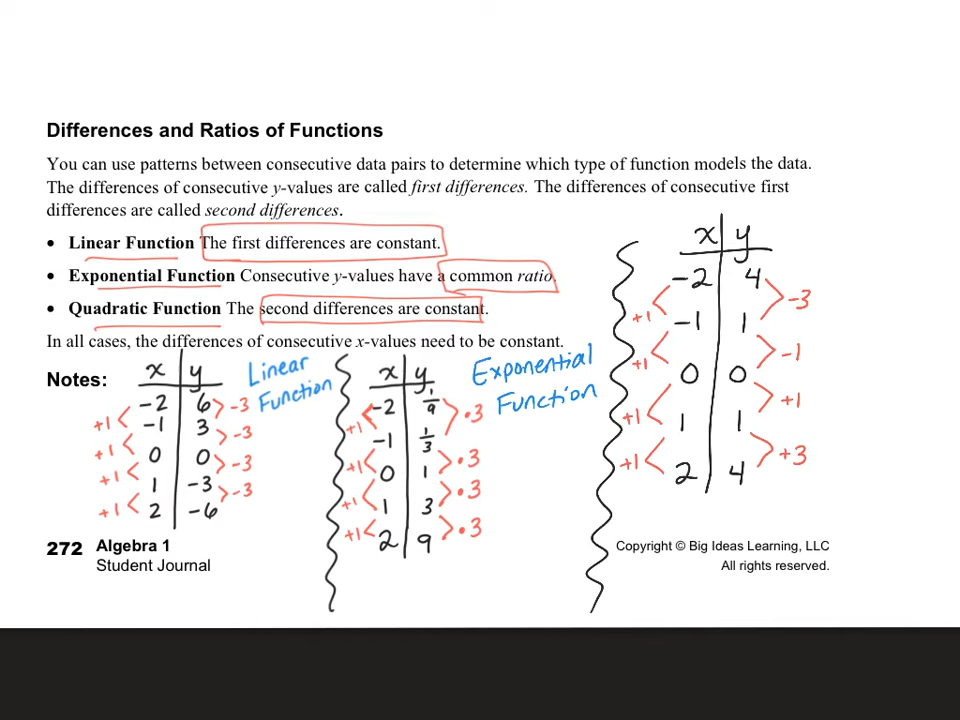 Differences and Ratios of Functions
You can use patterns between consecutive data pairs to determine which type of function models the data.
The differences of consecutive y-values are called first differences. The differences of consecutive first
differences are called second differences.
• Linear Function The first differences are constant.
• Exponential Function Consecutive y-values have a common ratio.
• Quadratic Function The second differences are constant.
In all cases, the differences of consecutive x-values need to be constant.
Notes:
x y
-2 6
-1 3
0 0
1 -3
2 -6
+1
+1
+1
+1
-3
-3
-3
-3
Linear
Function
x y
-2 1/9
-1 1/3
0 1
1 3
2 9
+1
+1
+1
+1
•3
•3
•3
•3
Exponential
Function
x y
-2 4
-1 1
0 0
1 1
2 4
+1
+1
+1
+1
-3
-1
+1
+3
272 Algebra 1
Student Journal
Copyright © Big Ideas Learning, LLC
All rights reserved.